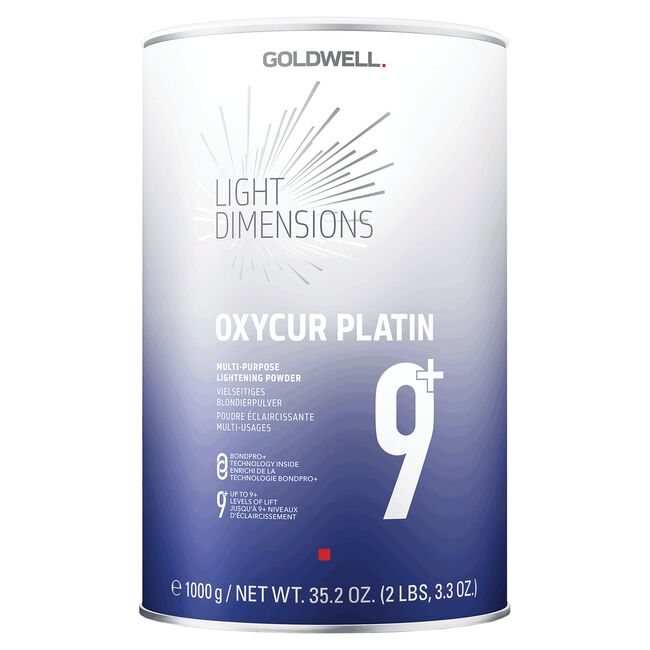 GOLDWELL.
LIGHT
DIMENSIONS
OXYCUR PLATIN
9+
MULTI-PURPOSE
LIGHTENING POWDER
VIELSEITIGES
BLONDIERPULVER
POUDRE ÉCLAIRCISSANTE
MULTI-USAGES
BONDPRO+
TECHNOLOGY INSIDE
ENRICHI DE LA
TECHNOLOGIE BONDPRO+
9+
UP TO 9+
LEVELS OF LIFT
JUSQU'À 9+ NIVEAUX
D'ÉCLAIRCISSEMENT
℮ 1000 g / NET WT. 35.2 OZ. (2 LBS, 3.3 OZ.)